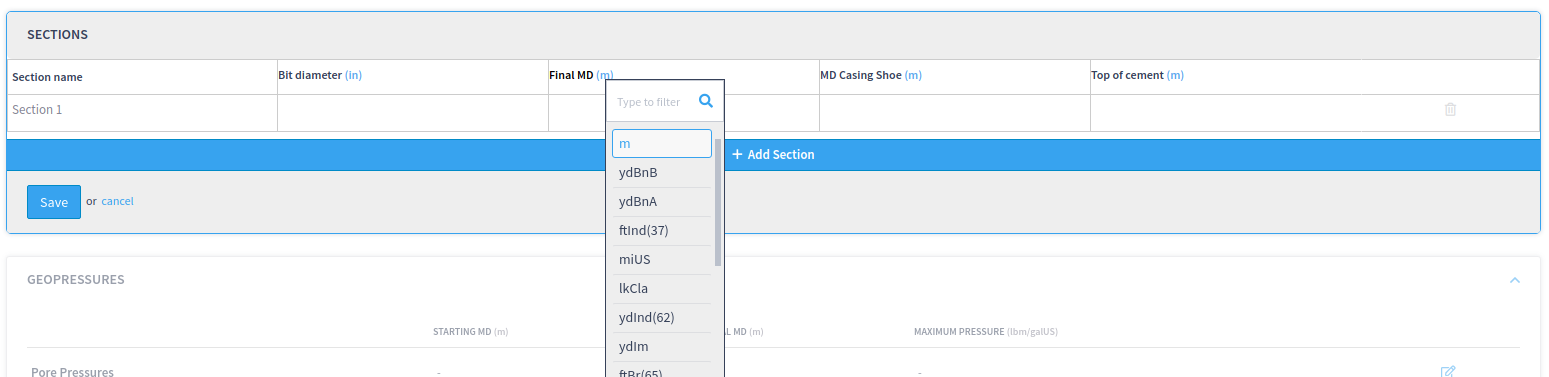 SECTIONS
Section name Bit diameter (in) Final MD (m) MD Casing Shoe (m) Top of cement (m)
Section 1
Type to filter
m
ydBnB
ydBnA
ftInd(37)
miUS
lkCla
ydInd(62)
ydIm
ftBr(65)
+ Add Section
Save or cancel
GEOPRESSURES
STARTING MD (m) L MD (m) MAXIMUM PRESSURE (lbm/galUS)
Pore Pressures - -